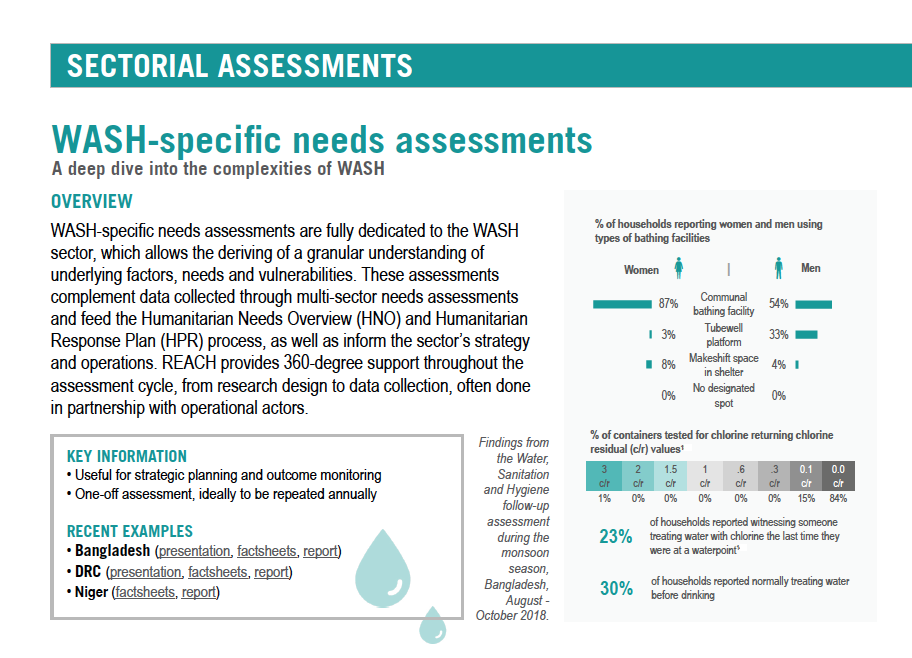 SECTORIAL ASSESSMENTS
WASH-specific needs assessments
A deep dive into the complexities of WASH
OVERVIEW
WASH-specific needs assessments are fully dedicated to the WASH
sector, which allows the deriving of a granular understanding of
underlying factors, needs and vulnerabilities. These assessments
complement data collected through multi-sector needs assessments
and feed the Humanitarian Needs Overview (HNO) and Humanitarian
Response Plan (HPR) process, as well as inform the sector's strategy
and operations. REACH provides 360-degree support throughout the
assessment cycle, from research design to data collection, often done
in partnership with operational actors.
KEY INFORMATION
• Useful for strategic planning and outcome monitoring
• One-off assessment, ideally to be repeated annually
RECENT EXAMPLES
• Bangladesh (presentation, factsheets, report)
• DRC (presentation, factsheets, report)
• Niger (factsheets, report)
Findings from
the Water,
Sanitation
and Hygiene
follow-up
assessment
during the
monsoon
season,
Bangladesh,
August -
October 2018.
% of households reporting women and men using
types of bathing facilities
Women | Men
87% Communal 54%
bathing facility
3% Tubewell 33%
platform
8% Makeshift space 4%
in shelter
0% No designated 0%
spot
% of containers tested for chlorine returning chlorine
residual (c/r) values¹
3 2 1.5 1 .6 .3 0.1 0.0
c/r c/r c/r c/r c/r c/r c/r c/r
1% 0% 0% 0% 0% 0% 15% 84%
23% of households reported witnessing someone
treating water with chlorine the last time they
were at a waterpoint¹
30% of households reported normally treating water
before drinking